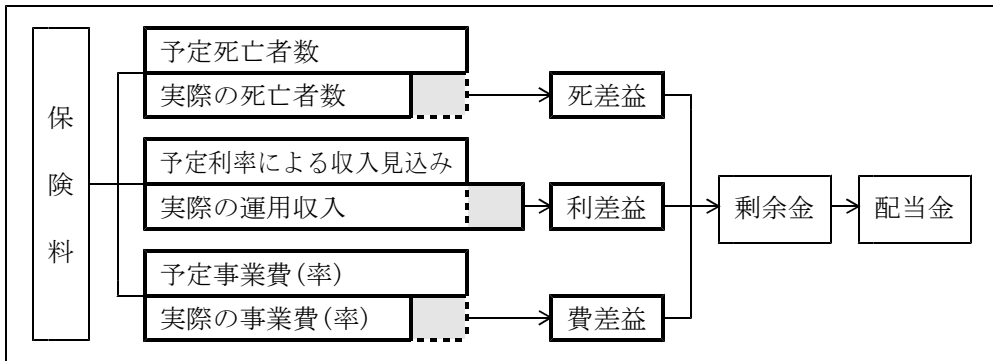 保険料
予定死亡者数
実際の死亡者数
死差益
予定利率による収入見込み
実際の運用収入
利差益
剰余金
配当金
予定事業費(率)
実際の事業費(率)
費差益